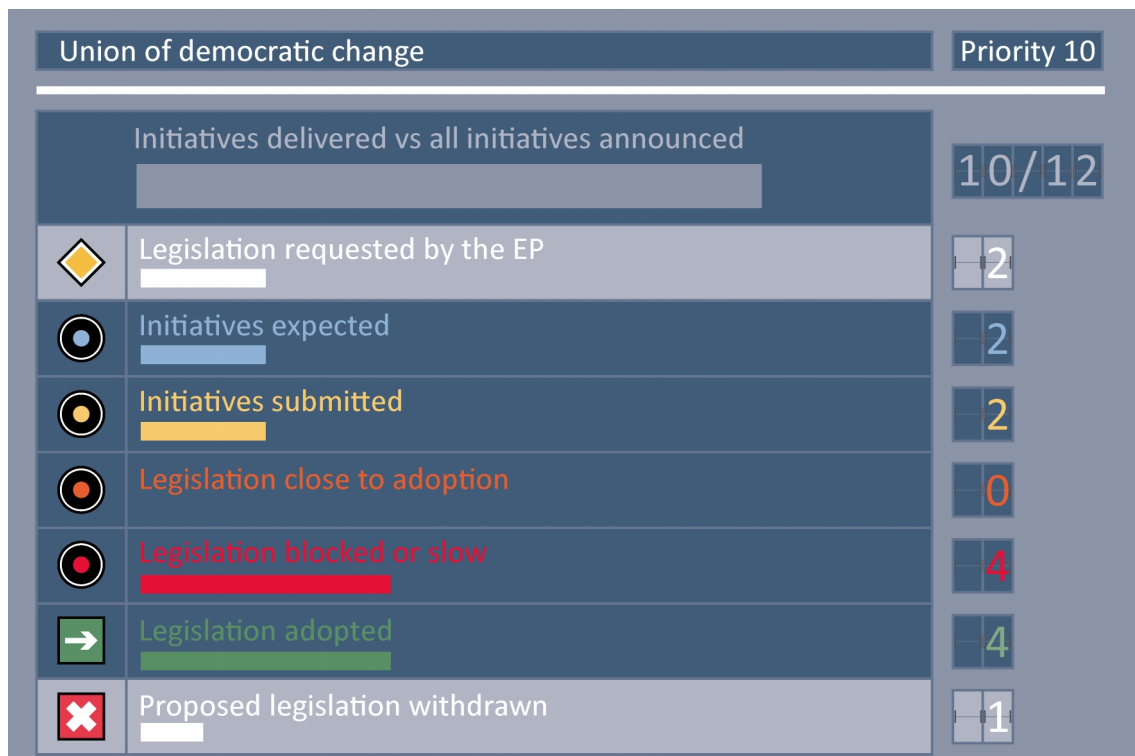 Union of democratic change
Priority 10
Initiatives delivered vs all initiatives announced
10/12
Legislation requested by the EP
2
Initiatives expected
2
Initiatives submitted
2
Legislation close to adoption
0
Legislation blocked or slow
4
Legislation adopted
4
Proposed legislation withdrawn
1